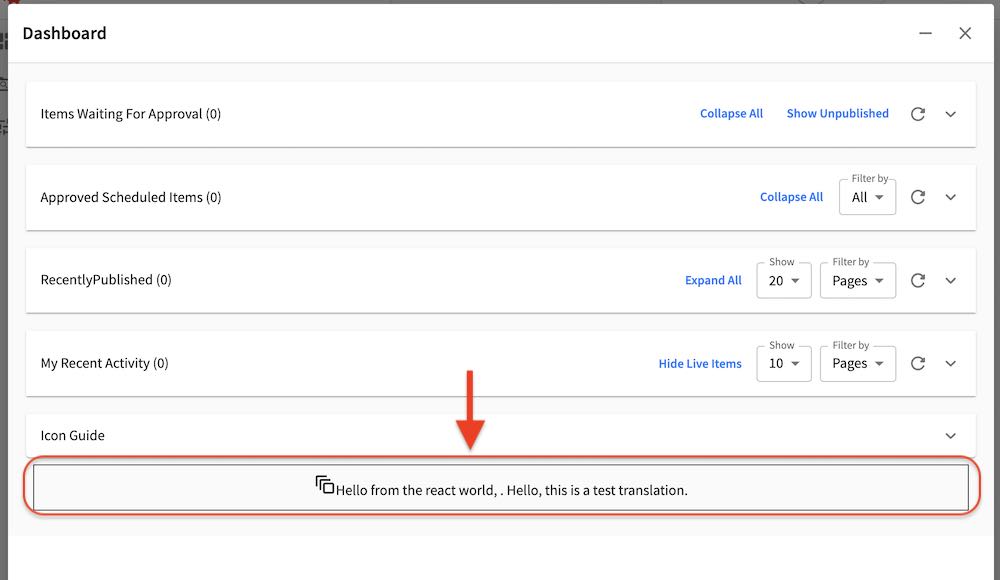 Dashboard
Items Waiting For Approval (0)
Collapse All
Show Unpublished
Approved Scheduled Items (0)
Collapse All
Filter by
All
RecentlyPublished (0)
Expand All
Show
20
Filter by
Pages
My Recent Activity (0)
Hide Live Items
Show
10
Filter by
Pages
Icon Guide
Hello from the react world, . Hello, this is a test translation.